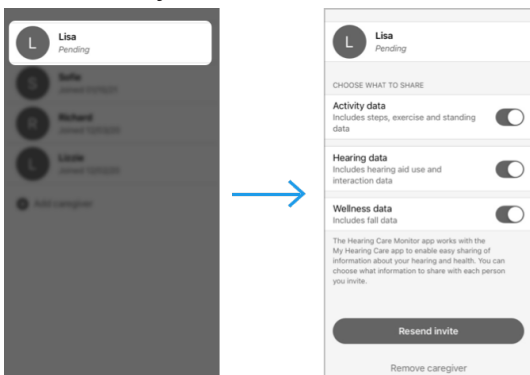 L
Lisa
Pending
S
Sofie
R
Richard
L
Lizzie
Add caregiver
L
Lisa
Pending
CHOOSE WHAT TO SHARE
Activity data
Includes steps, exercise and standing
data
Hearing data
Includes hearing aid use and
interaction data
Wellness data
Includes fall data
The Hearing Care Monitor app works with the
My Hearing Care app to enable easy sharing of
information about your hearing and health. You can
choose what information to share with each person
you invite.
Resend invite
Remove caregiver